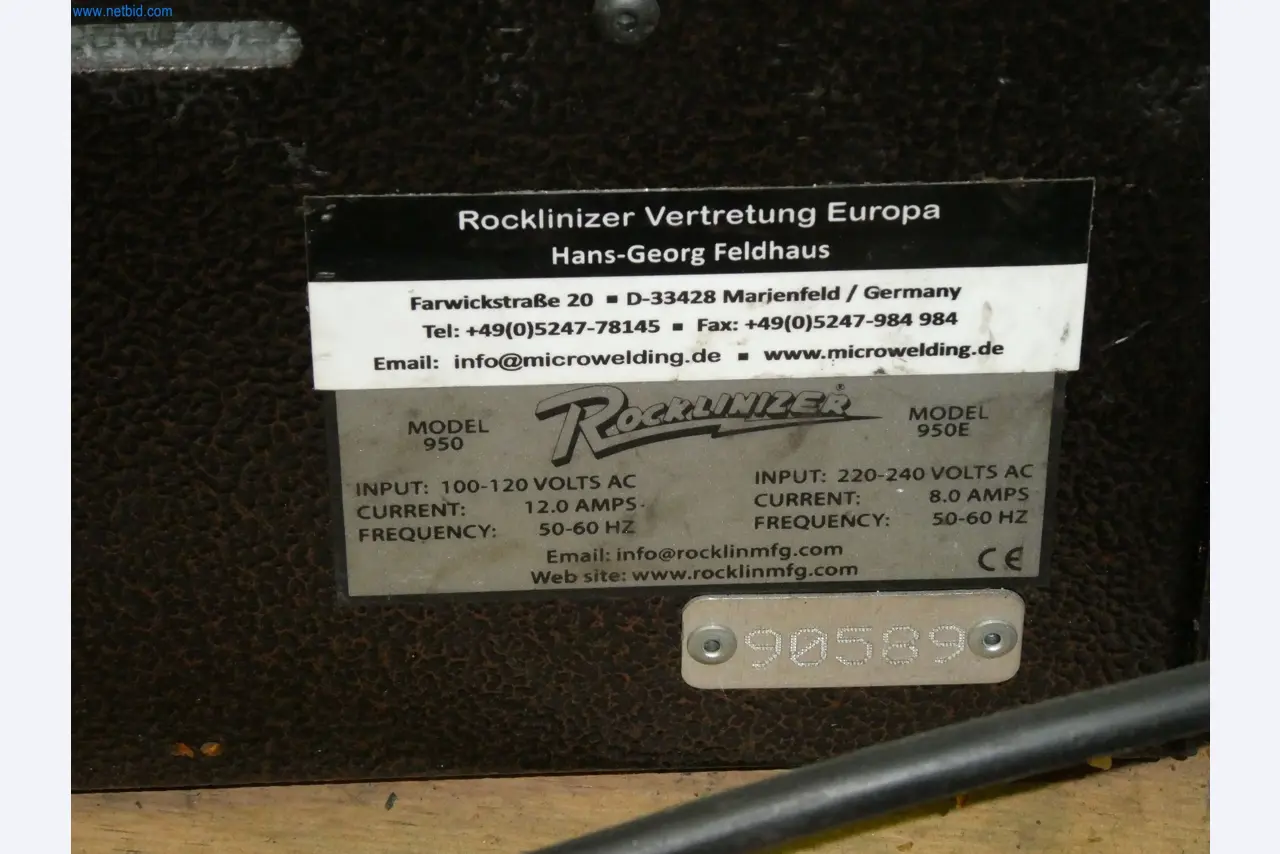 www.netbid.com
Rocklinizer Vertretung Europa
Hans-Georg Feldhaus
Farwickstraße 20 ▪ D-33428 Marienfeld / Germany
Tel: +49(0)5247-78145 ▪ Fax: +49(0)5247-984 984
Email: info@microwelding.de ▪ www.microwelding.de
ROCKLINIZER®
MODEL
950
INPUT: 100-120 VOLTS AC
CURRENT: 12.0 AMPS
FREQUENCY: 50-60 HZ
MODEL
950E
INPUT: 220-240 VOLTS AC
CURRENT: 8.0 AMPS
FREQUENCY: 50-60 HZ
Email: info@rocklinmfg.com
Web site: www.rocklinmfg.com
CE
90589